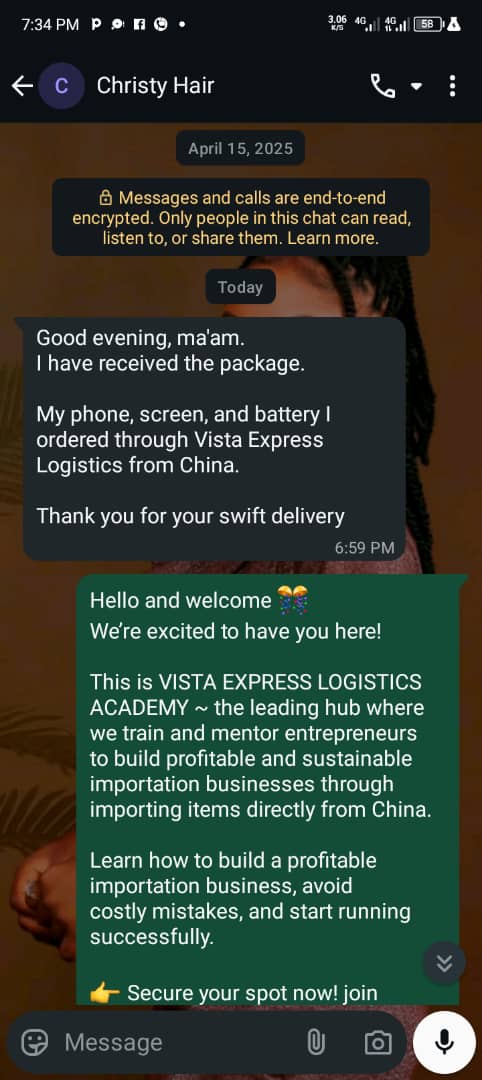 7:34 PM
3.06 K/S 4G 4G 58
C Christy Hair
April 15, 2025
Messages and calls are end-to-end
encrypted. Only people in this chat can read,
listen to, or share them. Learn more.
Today
Good evening, ma'am.
I have received the package.
My phone, screen, and battery I
ordered through Vista Express
Logistics from China.
Thank you for your swift delivery
6:59 PM
Hello and welcome 🎊
We’re excited to have you here!
This is VISTA EXPRESS LOGISTICS
ACADEMY ~ the leading hub where
we train and mentor entrepreneurs
to build profitable and sustainable
importation businesses through
importing items directly from China.
Learn how to build a profitable
importation business, avoid
costly mistakes, and start running
successfully.
👉 Secure your spot now! join
Message